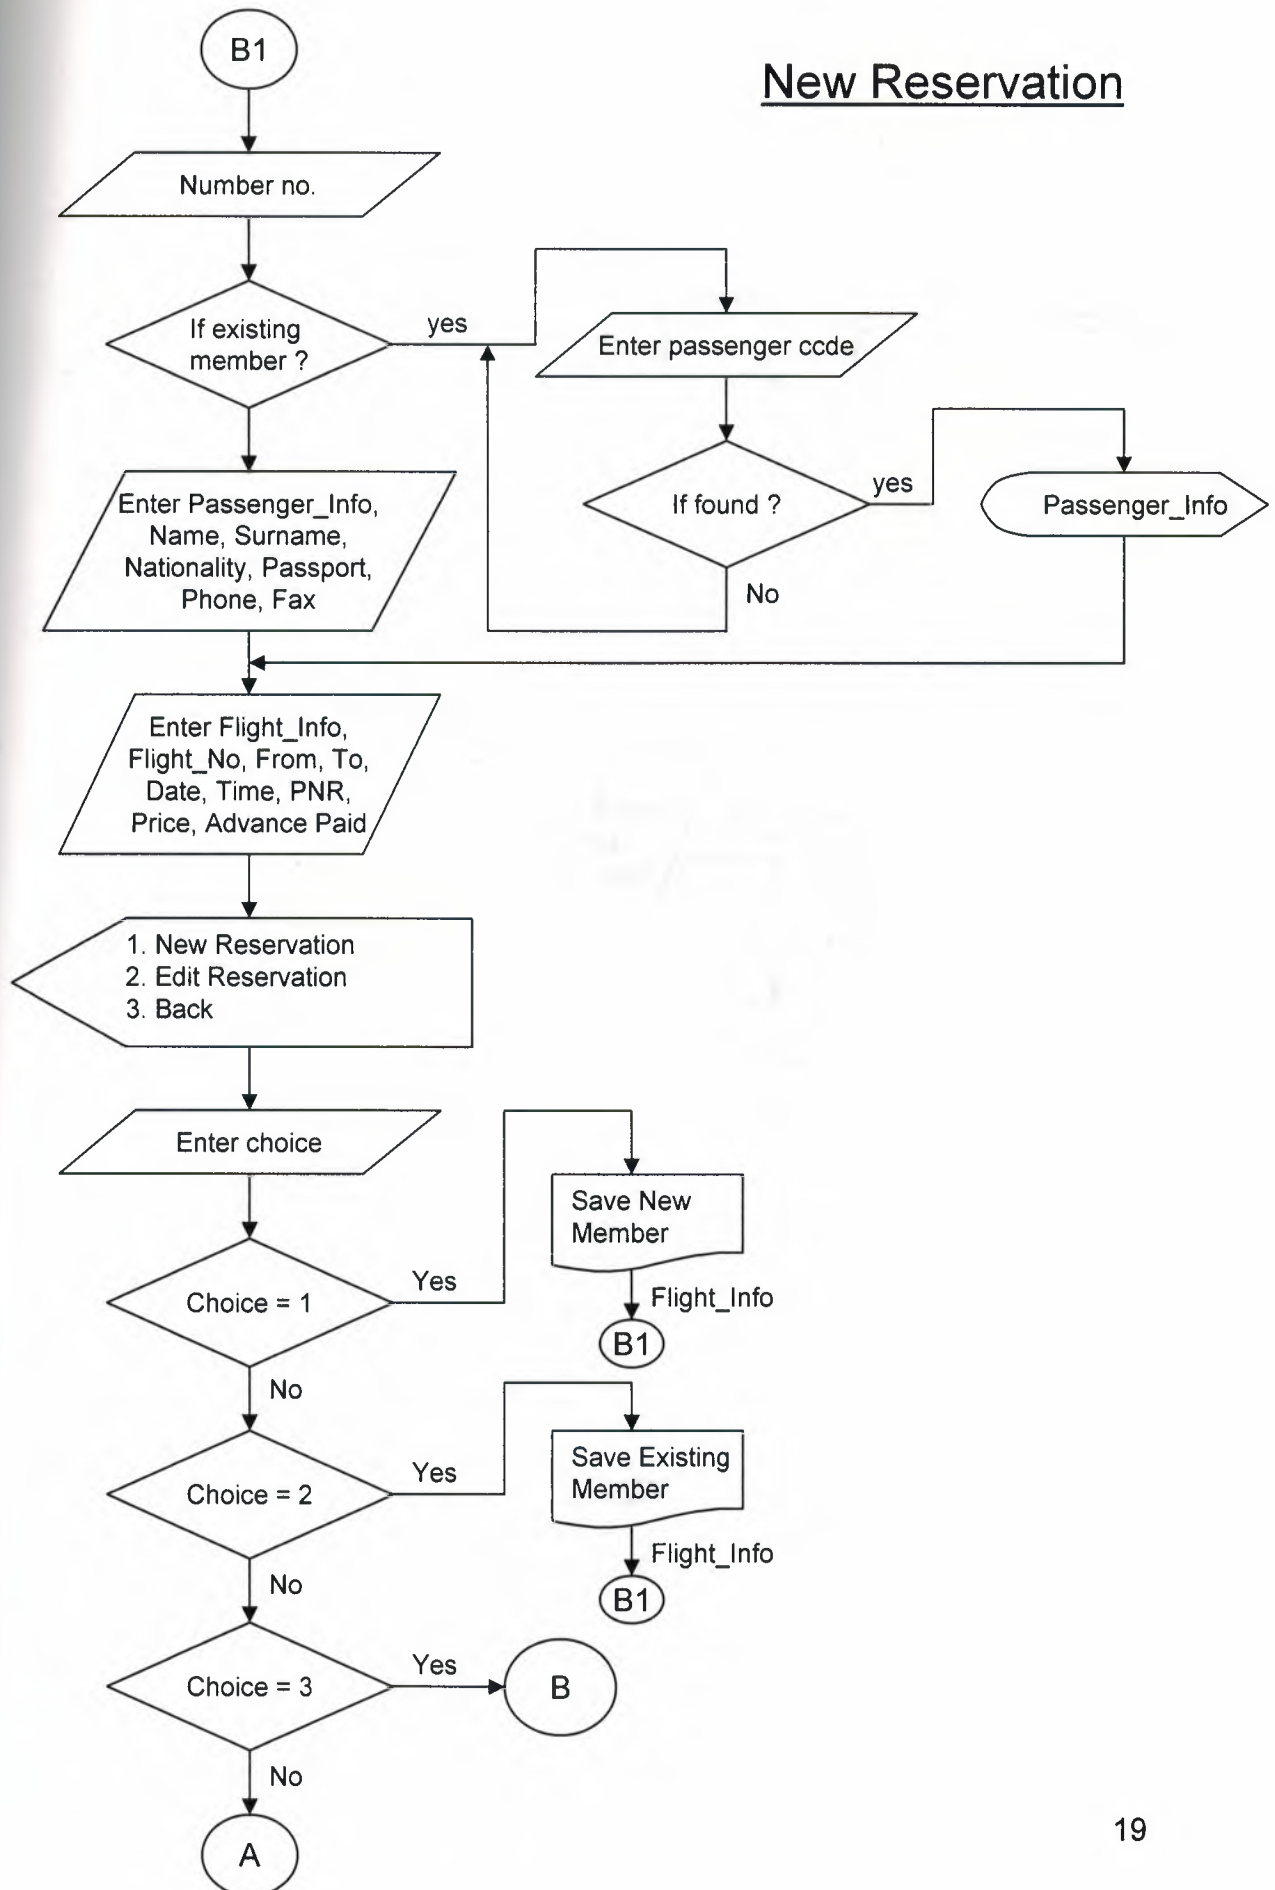 B1
New Reservation
Number no.
If existing
member ?
yes
Enter passenger ccde
If found ?
yes
Passenger_Info
No
Enter Passenger_Info,
Name, Surname,
Nationality, Passport,
Phone, Fax
Enter Flight_Info,
Flight_No, From, To,
Date, Time, PNR,
Price, Advance Paid
1. New Reservation
2. Edit Reservation
3. Back
Enter choice
Save New
Member
Choice = 1
Yes
Flight_Info
B1
No
Save Existing
Member
Choice = 2
Yes
Flight_Info
B1
No
Choice = 3
Yes
B
No
A
19